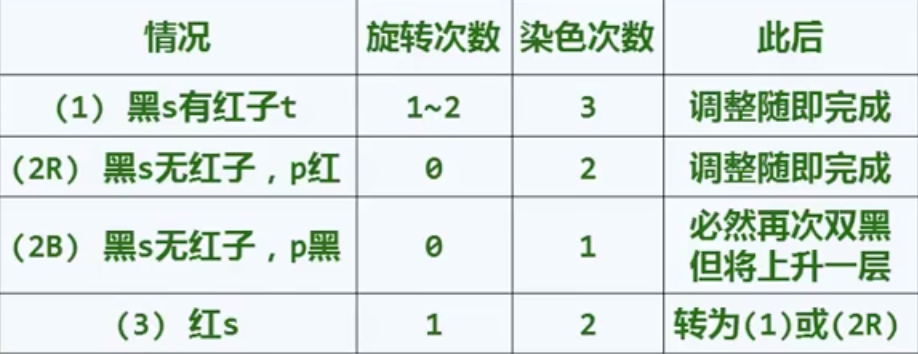 情况 旋转次数 染色次数 此后
(1) 黑s有红子t 1~2 3 调整随即完成
(2R) 黑s无红子，p红 0 2 调整随即完成
(2B) 黑s无红子，p黑 0 1 必然再次双黑
但将上升一层
(3) 红s 1 2 转为(1)或(2R)